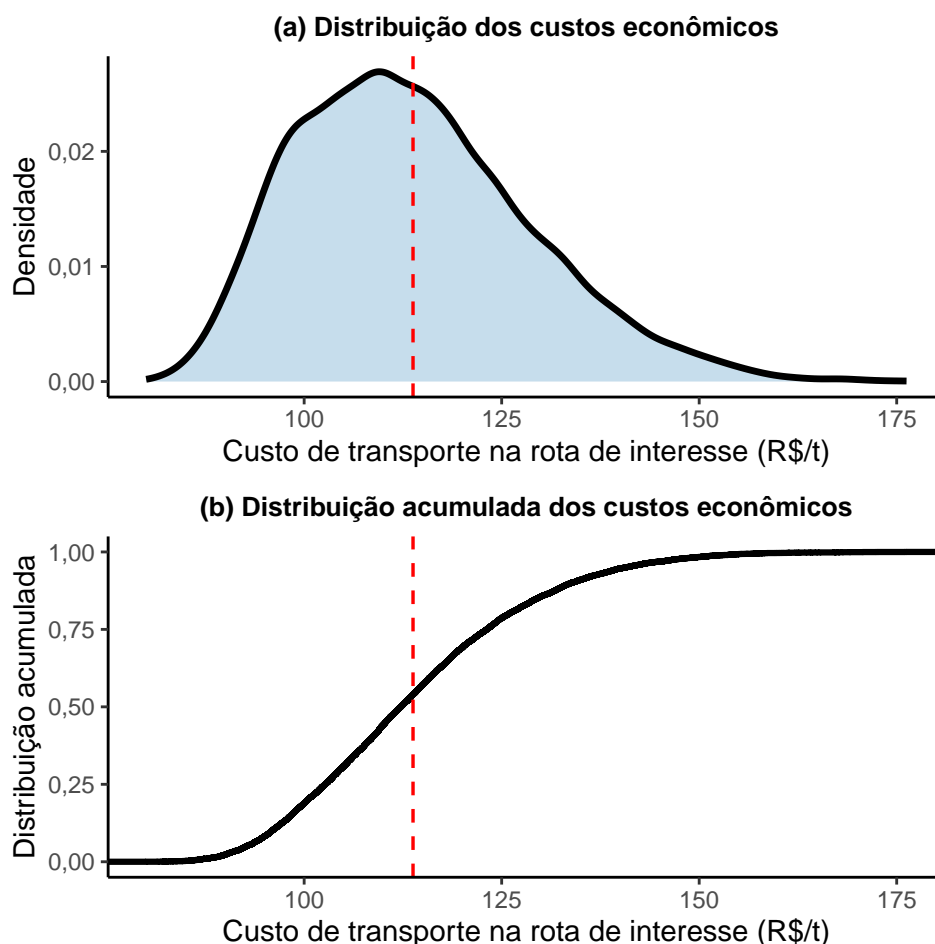 (a) Distribuição dos custos econômicos
Densidade
0,02
0,01
0,00
100 125 150 175
Custo de transporte na rota de interesse (R$/t)
(b) Distribuição acumulada dos custos econômicos
Distribuição acumulada
1,00
0,75
0,50
0,25
0,00
100 125 150 175
Custo de transporte na rota de interesse (R$/t)